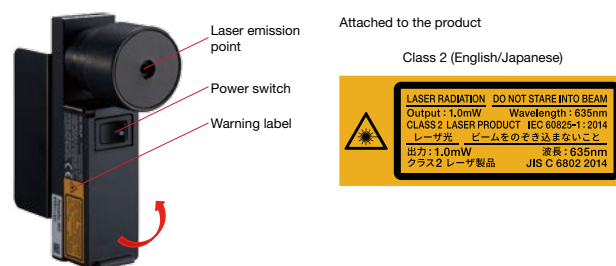 Laser emission
point
Power switch
Warning label
Attached to the product
Class 2 (English/Japanese)
LASER RADIATION DO NOT STARE INTO BEAM
Output : 1.0mW Wavelength : 635nm
CLASS 2 LASER PRODUCT IEC 60825-1 : 2014
レーザ光 ビームをのぞき込まないこと
出力 : 1.0mW 波長 : 635nm
クラス2 レーザ製品 JIS C 6802 2014